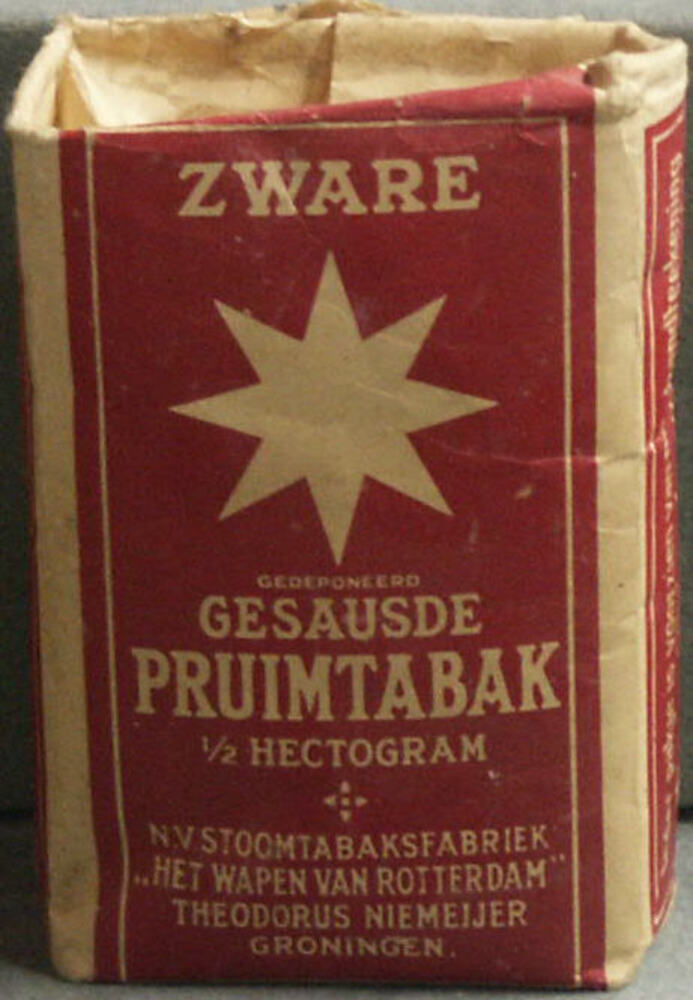 ZWARE
GEDEPONEERD
GESAUSDE
PRUIMTABAK
1/2 HECTOGRAM
N.V. STOOMTABAKSFABRIEK
„HET WAPEN VAN ROTTERDAM"
THEODORUS NIEMEIJER
GRONINGEN.